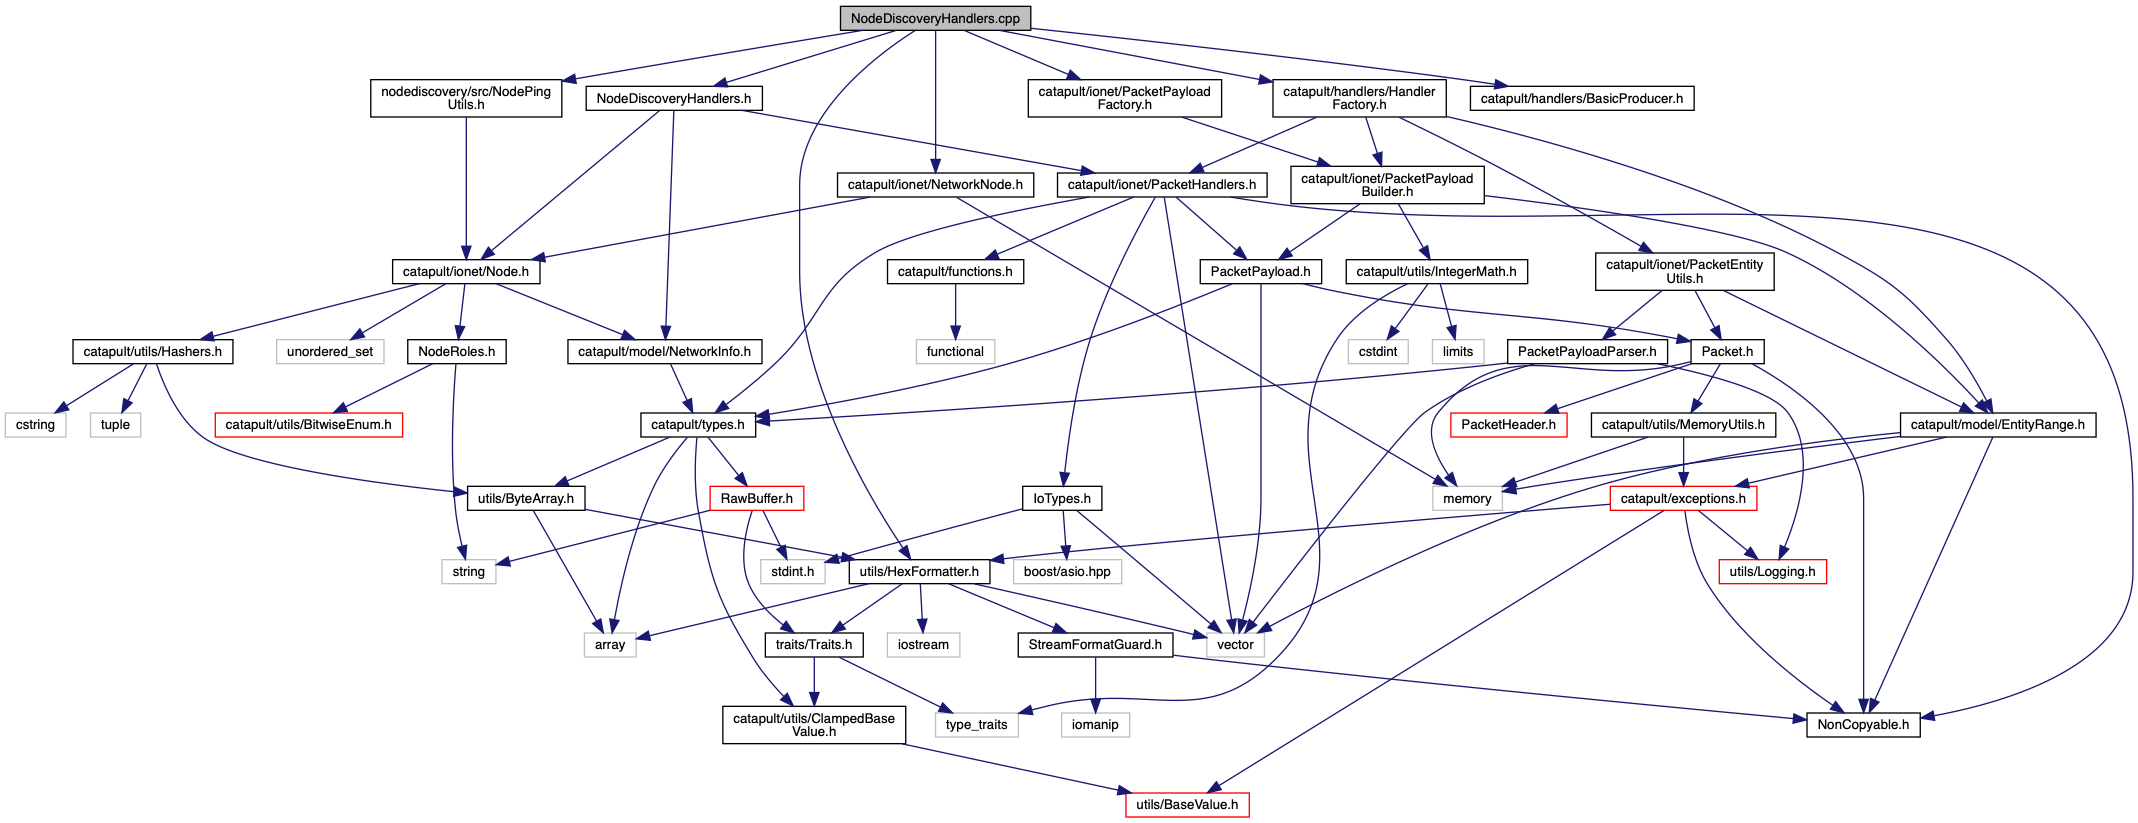 NodeDiscoveryHandlers.cpp
nodediscovery/src/NodePing
Utils.h
NodeDiscoveryHandlers.h
catapult/ionet/PacketPayload
Factory.h
catapult/handlers/Handler
Factory.h
catapult/handlers/BasicProducer.h
catapult/ionet/NetworkNode.h
catapult/ionet/PacketHandlers.h
catapult/ionet/PacketPayload
Builder.h
catapult/ionet/Node.h
catapult/functions.h
PacketPayload.h
catapult/utils/IntegerMath.h
catapult/ionet/PacketEntity
Utils.h
catapult/utils/Hashers.h
unordered_set
NodeRoles.h
catapult/model/NetworkInfo.h
functional
cstdint
limits
PacketPayloadParser.h
Packet.h
cstring
tuple
catapult/utils/BitwiseEnum.h
catapult/types.h
PacketHeader.h
catapult/utils/MemoryUtils.h
catapult/model/EntityRange.h
utils/ByteArray.h
RawBuffer.h
IoTypes.h
memory
catapult/exceptions.h
string
stdint.h
utils/HexFormatter.h
boost/asio.hpp
utils/Logging.h
array
traits/Traits.h
iostream
StreamFormatGuard.h
vector
catapult/utils/ClampedBase
Value.h
type_traits
iomanip
NonCopyable.h
utils/BaseValue.h